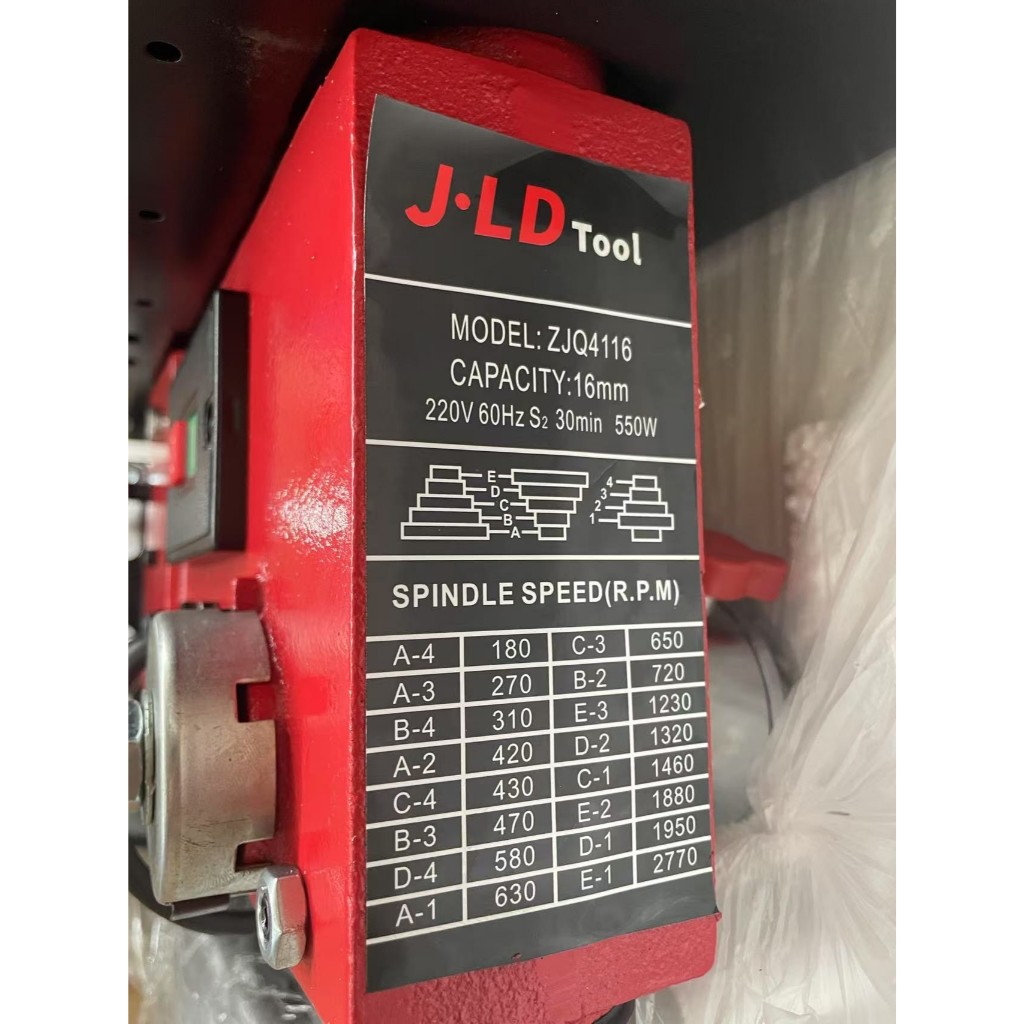 J·LD Tool
MODEL: ZJQ4116
CAPACITY:16mm
220V 60Hz S2 30min 550W
E
D
C
B
A
4
3
2
1
SPINDLE SPEED(R.P.M)
A-4 180 C-3 650
A-3 270 B-2 720
B-4 310 E-3 1230
A-2 420 D-2 1320
C-4 430 C-1 1460
B-3 470 E-2 1880
D-4 580 D-1 1950
A-1 630 E-1 2770